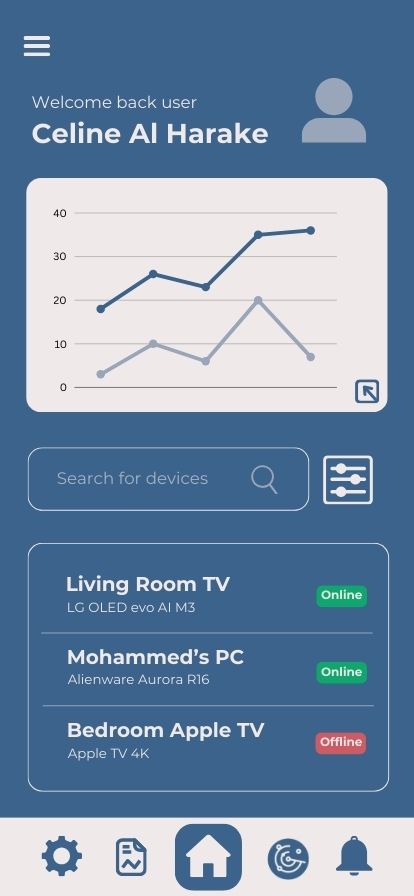 Welcome back user
Celine Al Harake
40
30
20
10
0
Search for devices
Living Room TV
LG OLED evo AI M3
Online
Mohammed's PC
Alienware Aurora R16
Online
Bedroom Apple TV
Apple TV 4K
Offline